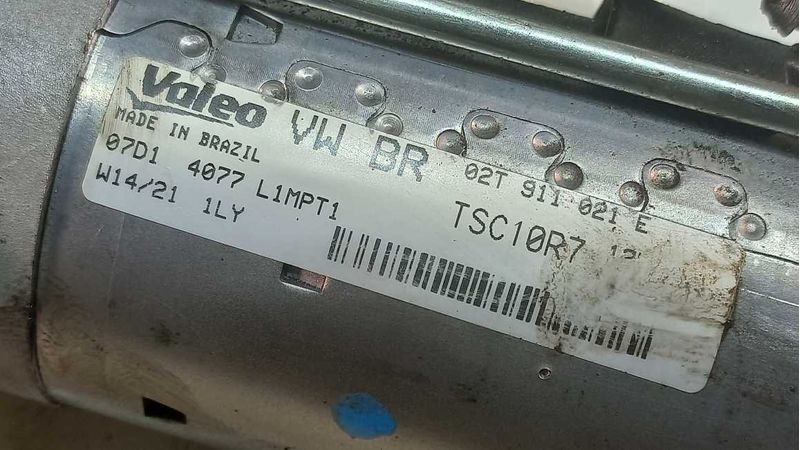 Valeo VW BR 02T 911 021 E
MADE IN BRAZIL
07D1 4077 L1MPT1 TSC10R7
W14/21 1LY